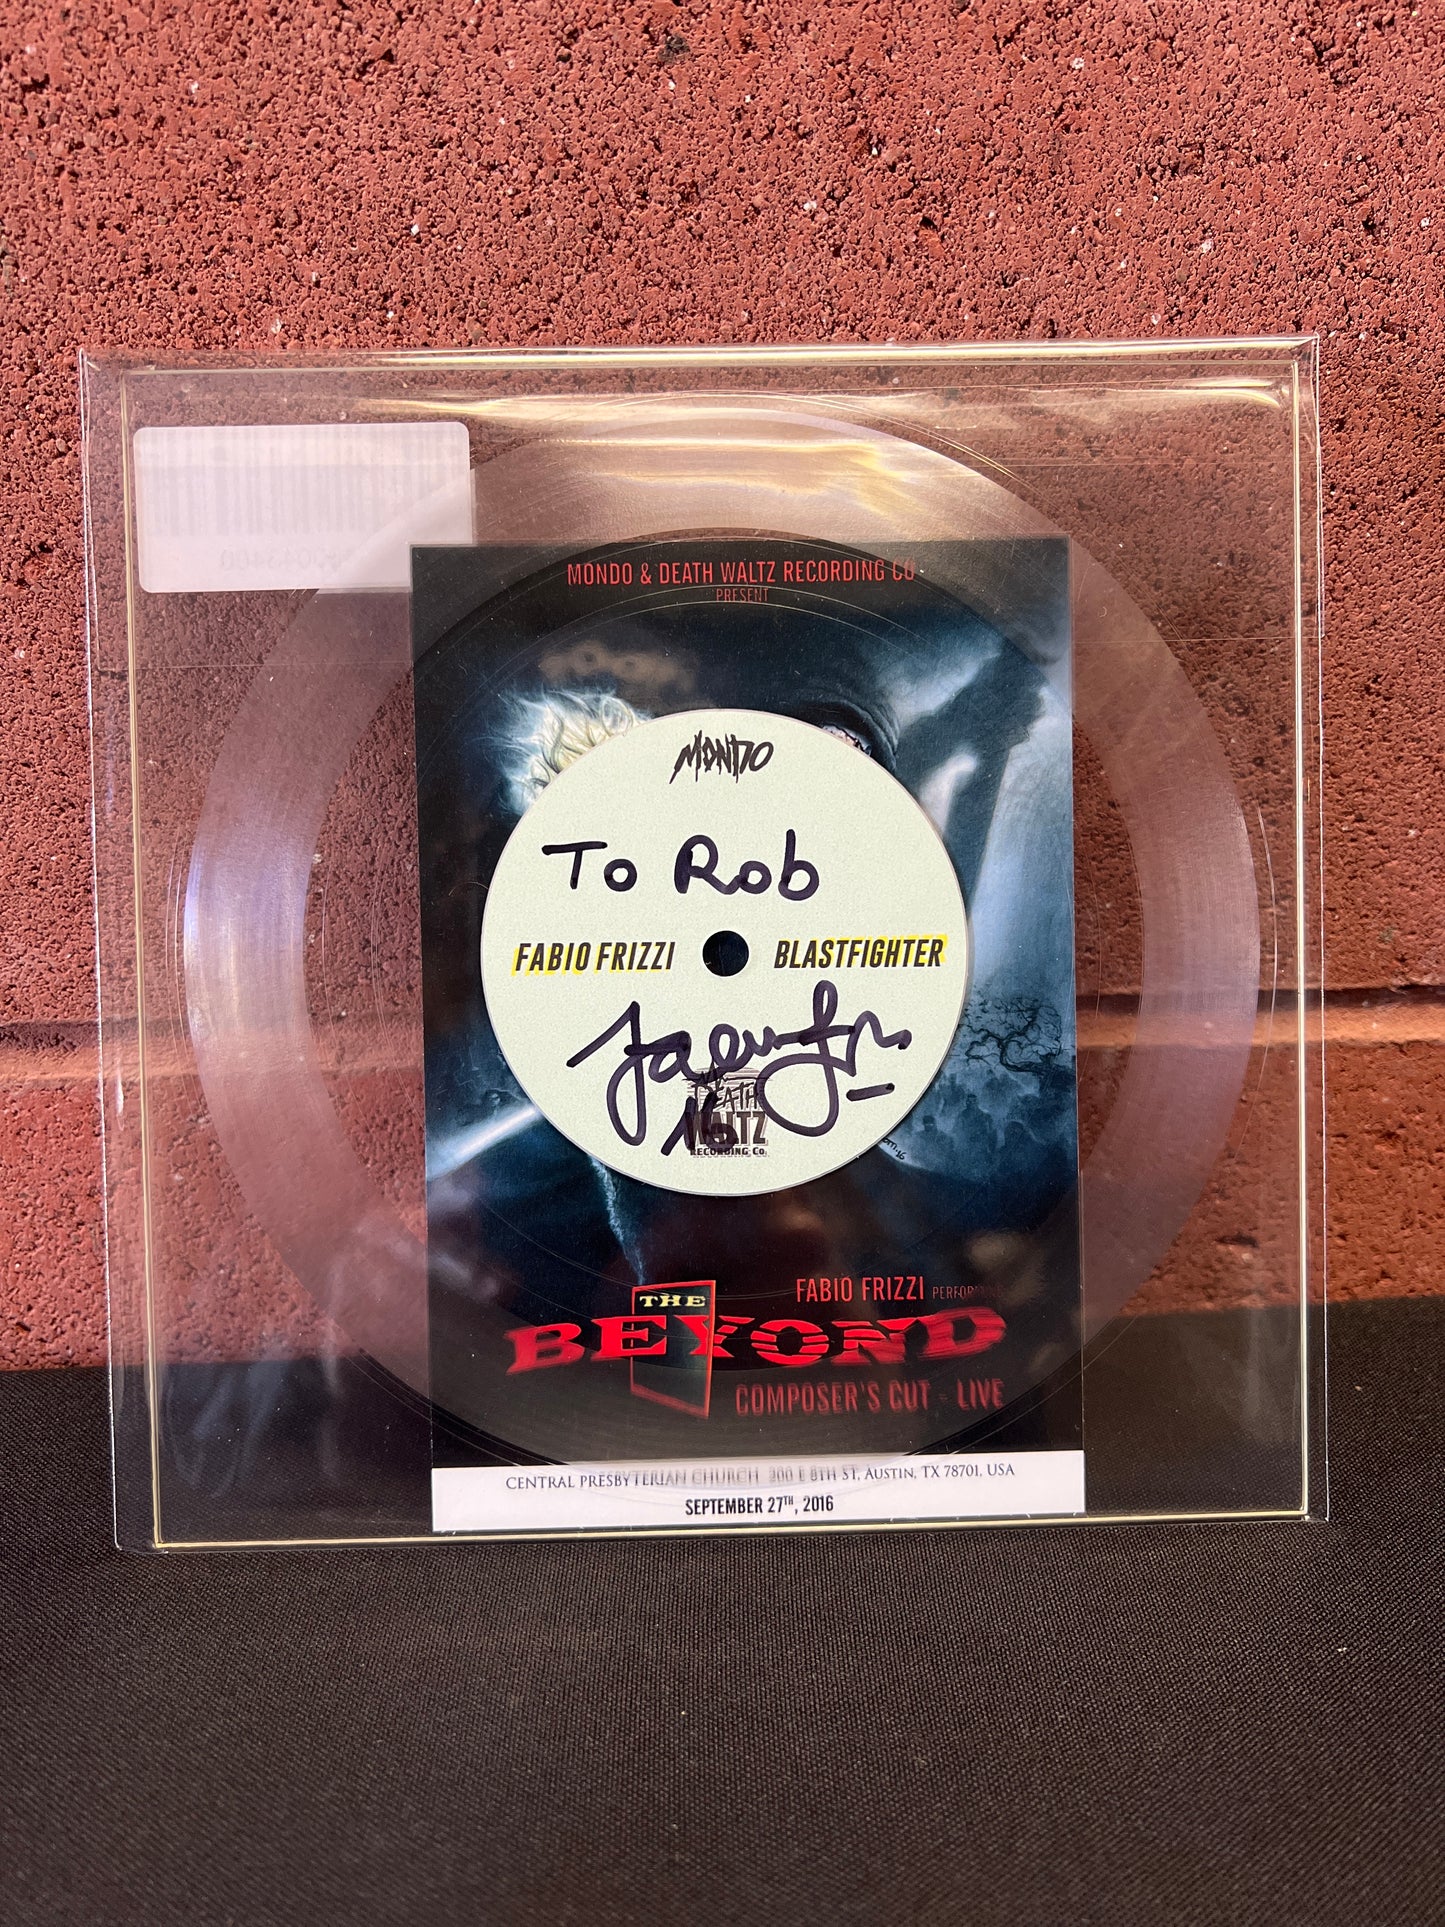 MONDO & DEATH WALTZ RECORDING CO
PRESENT
MONDO
To Rob
FABIO FRIZZI BLASTFIGHTER
16
DEATH
WALTZ
RECORDING CO.
FABIO FRIZZI PERFORMING
THE
BEYOND
COMPOSER'S CUT - LIVE
CENTRAL PRESBYTERIAN CHURCH 200 E 8TH ST, AUSTIN, TX 78701, USA
SEPTEMBER 27TH, 2016